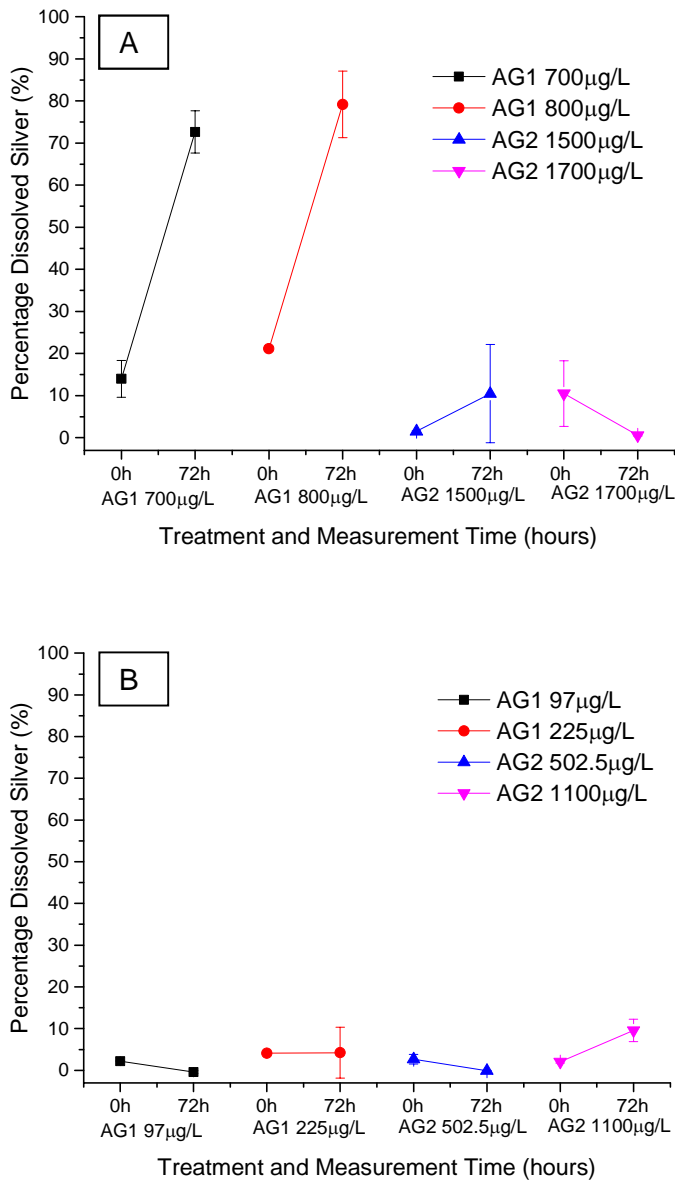 A
Percentage Dissolved Silver (%)
100
90
80
70
60
50
40
30
20
10
0
AG1 700μg/L
AG1 800μg/L
AG2 1500μg/L
AG2 1700μg/L
0h 72h 0h 72h 0h 72h 0h 72h
AG1 700μg/L AG1 800μg/L AG2 1500μg/L AG2 1700μg/L
Treatment and Measurement Time (hours)
B
Percentage Dissolved Silver (%)
100
90
80
70
60
50
40
30
20
10
0
AG1 97μg/L
AG1 225μg/L
AG2 502.5μg/L
AG2 1100μg/L
0h 72h 0h 72h 0h 72h 0h 72h
AG1 97μg/L AG1 225μg/L AG2 502.5μg/L AG2 1100μg/L
Treatment and Measurement Time (hours)